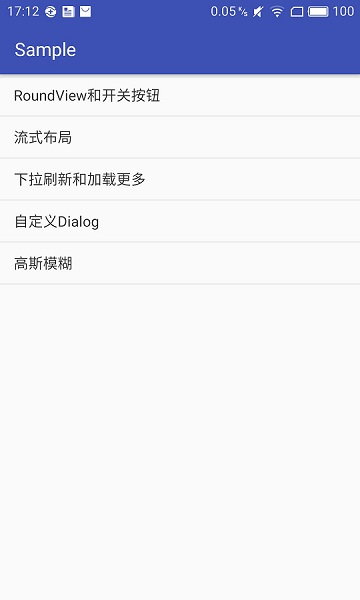 17:12 0.05 K/s 100
Sample
RoundView和开关按钮
流式布局
下拉刷新和加载更多
自定义Dialog
高斯模糊